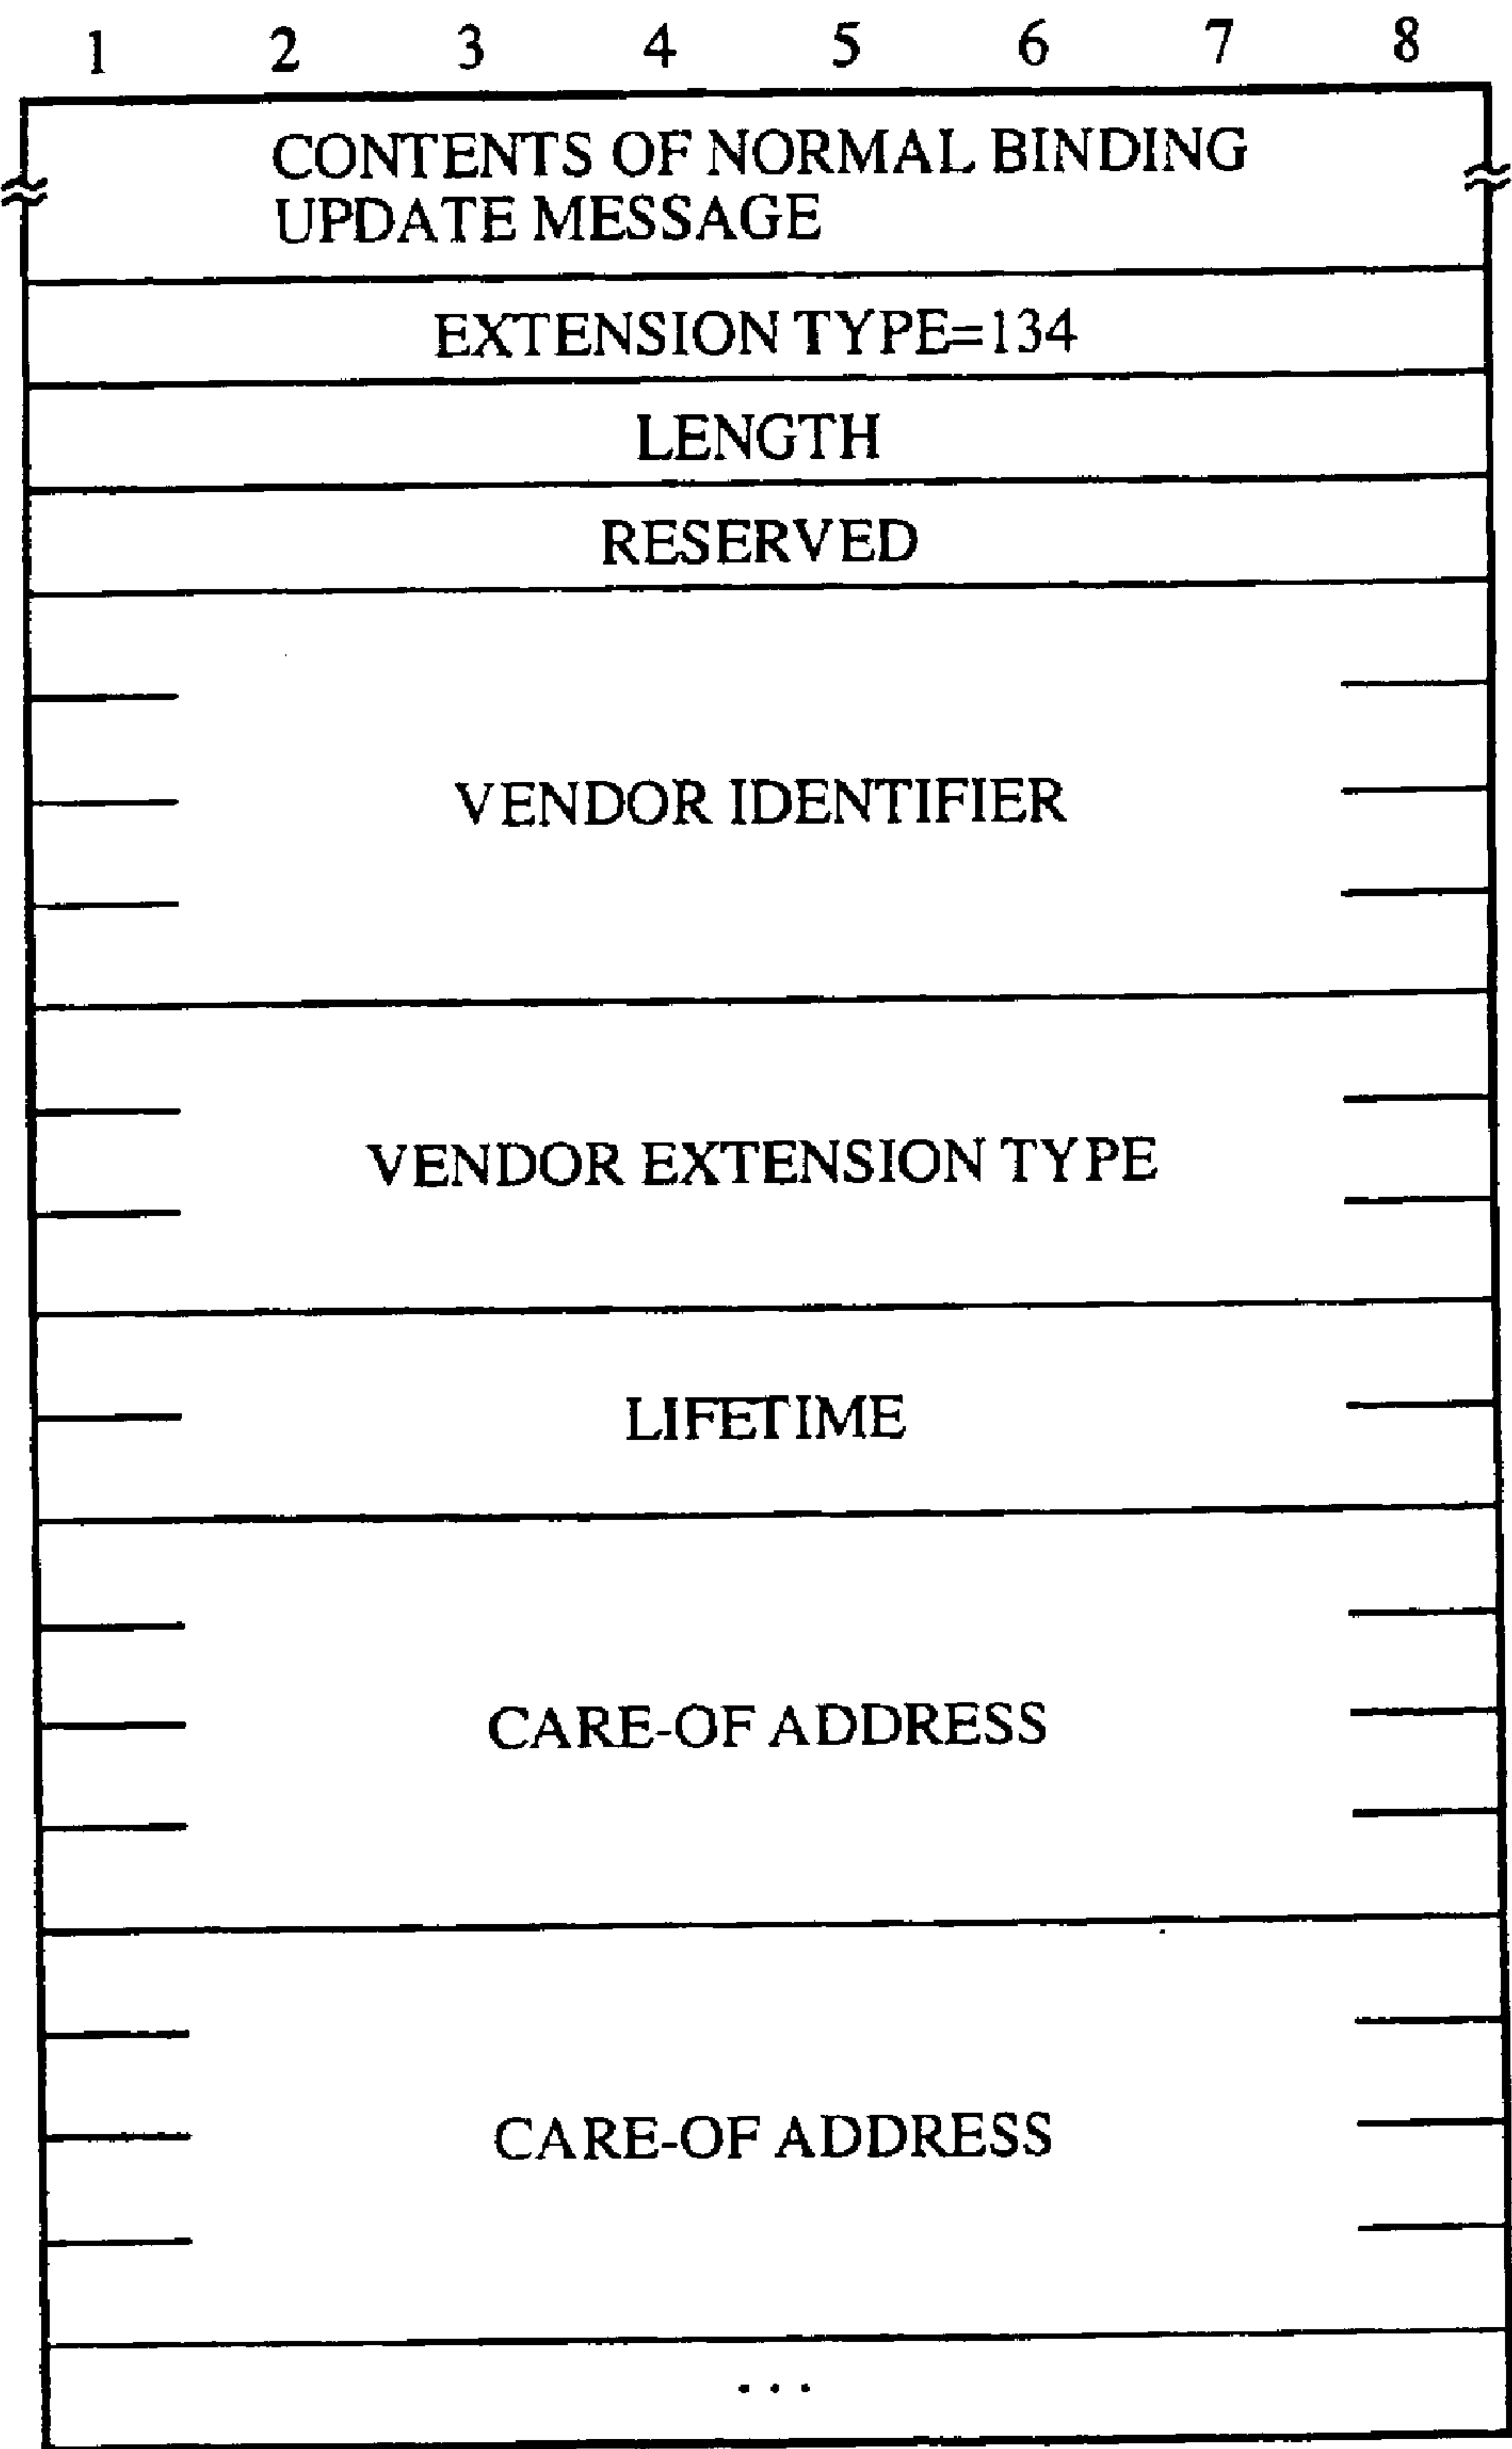 1 2 3 4 5 6 7 8
CONTENTS OF NORMAL BINDING
UPDATE MESSAGE
EXTENSION TYPE=134
LENGTH
RESERVED
VENDOR IDENTIFIER
VENDOR EXTENSION TYPE
LIFETIME
CARE-OF ADDRESS
CARE-OF ADDRESS
...